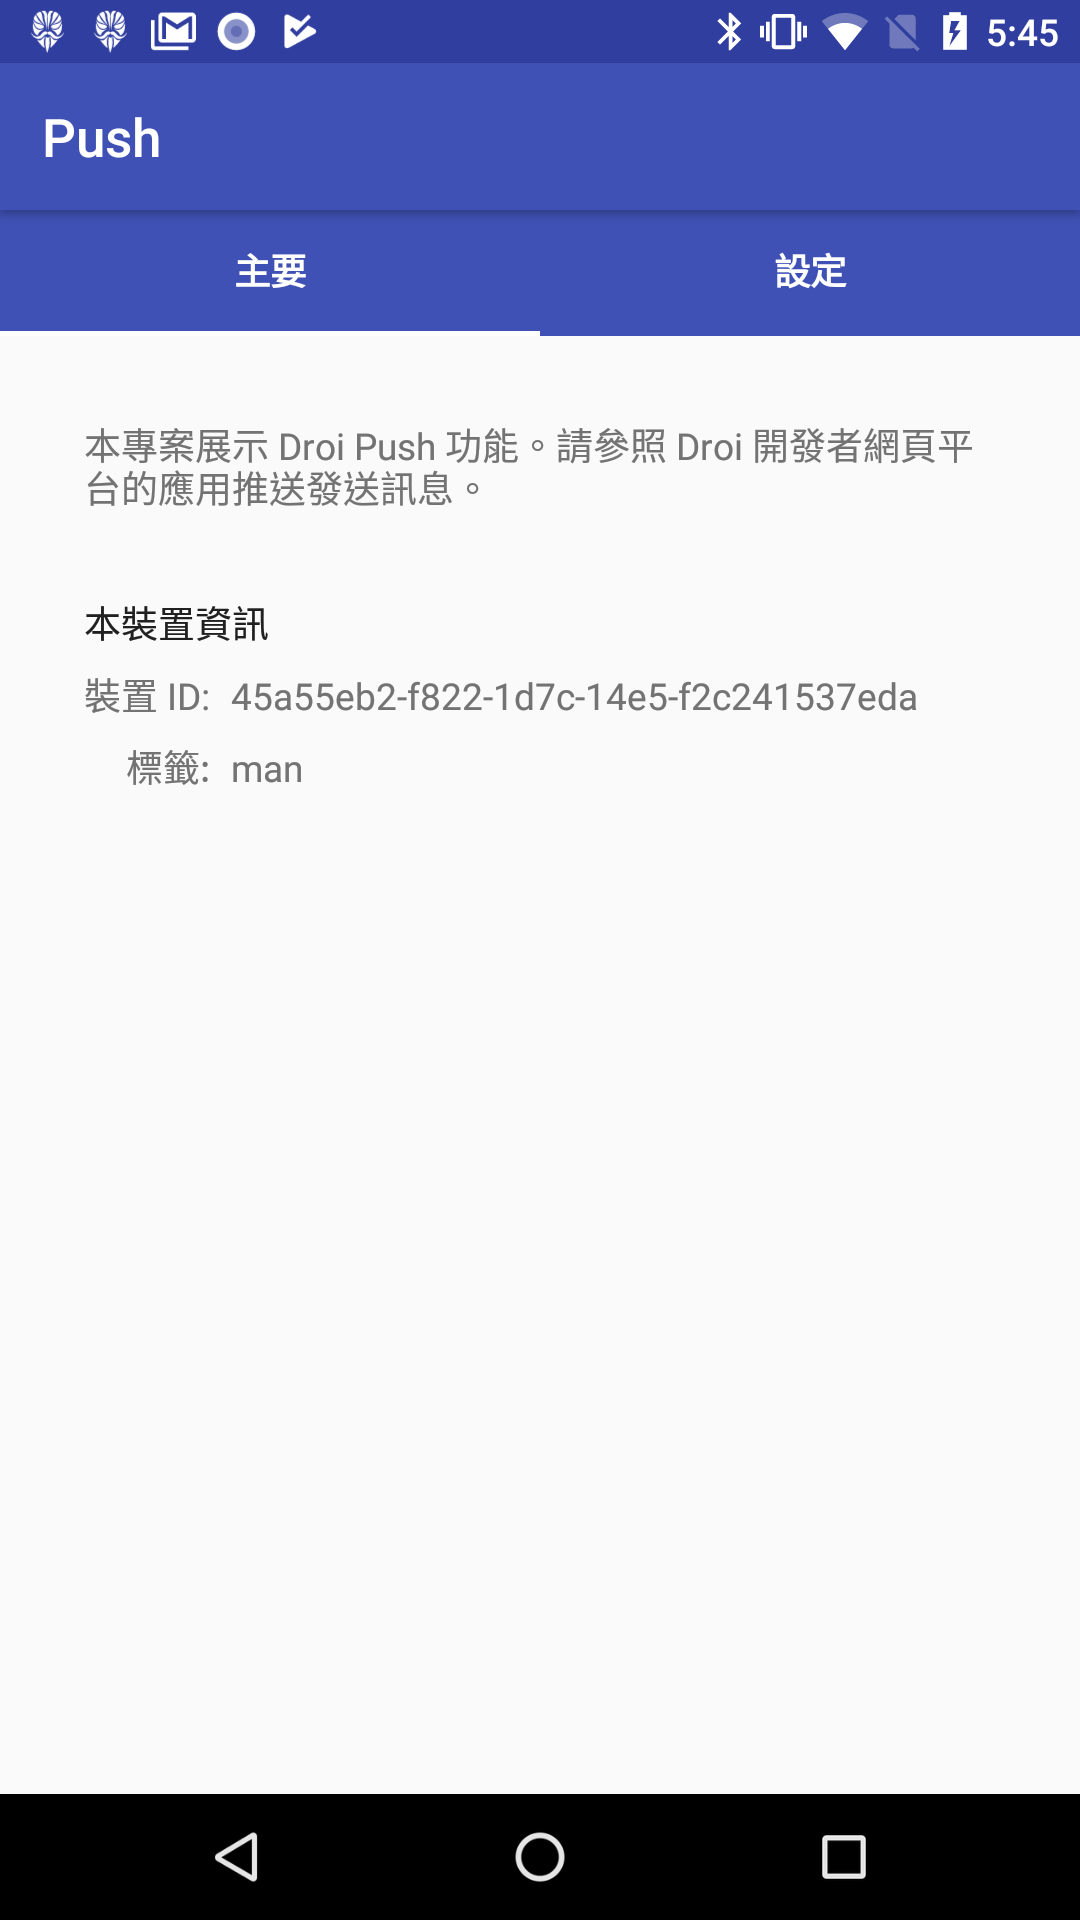 5:45
Push
主要
設定
本專案展示 Droi Push 功能。請參照 Droi 開發者網頁平
台的應用推送發送訊息。
本裝置資訊
裝置 ID: 45a55eb2-f822-1d7c-14e5-f2c241537eda
標籤: man